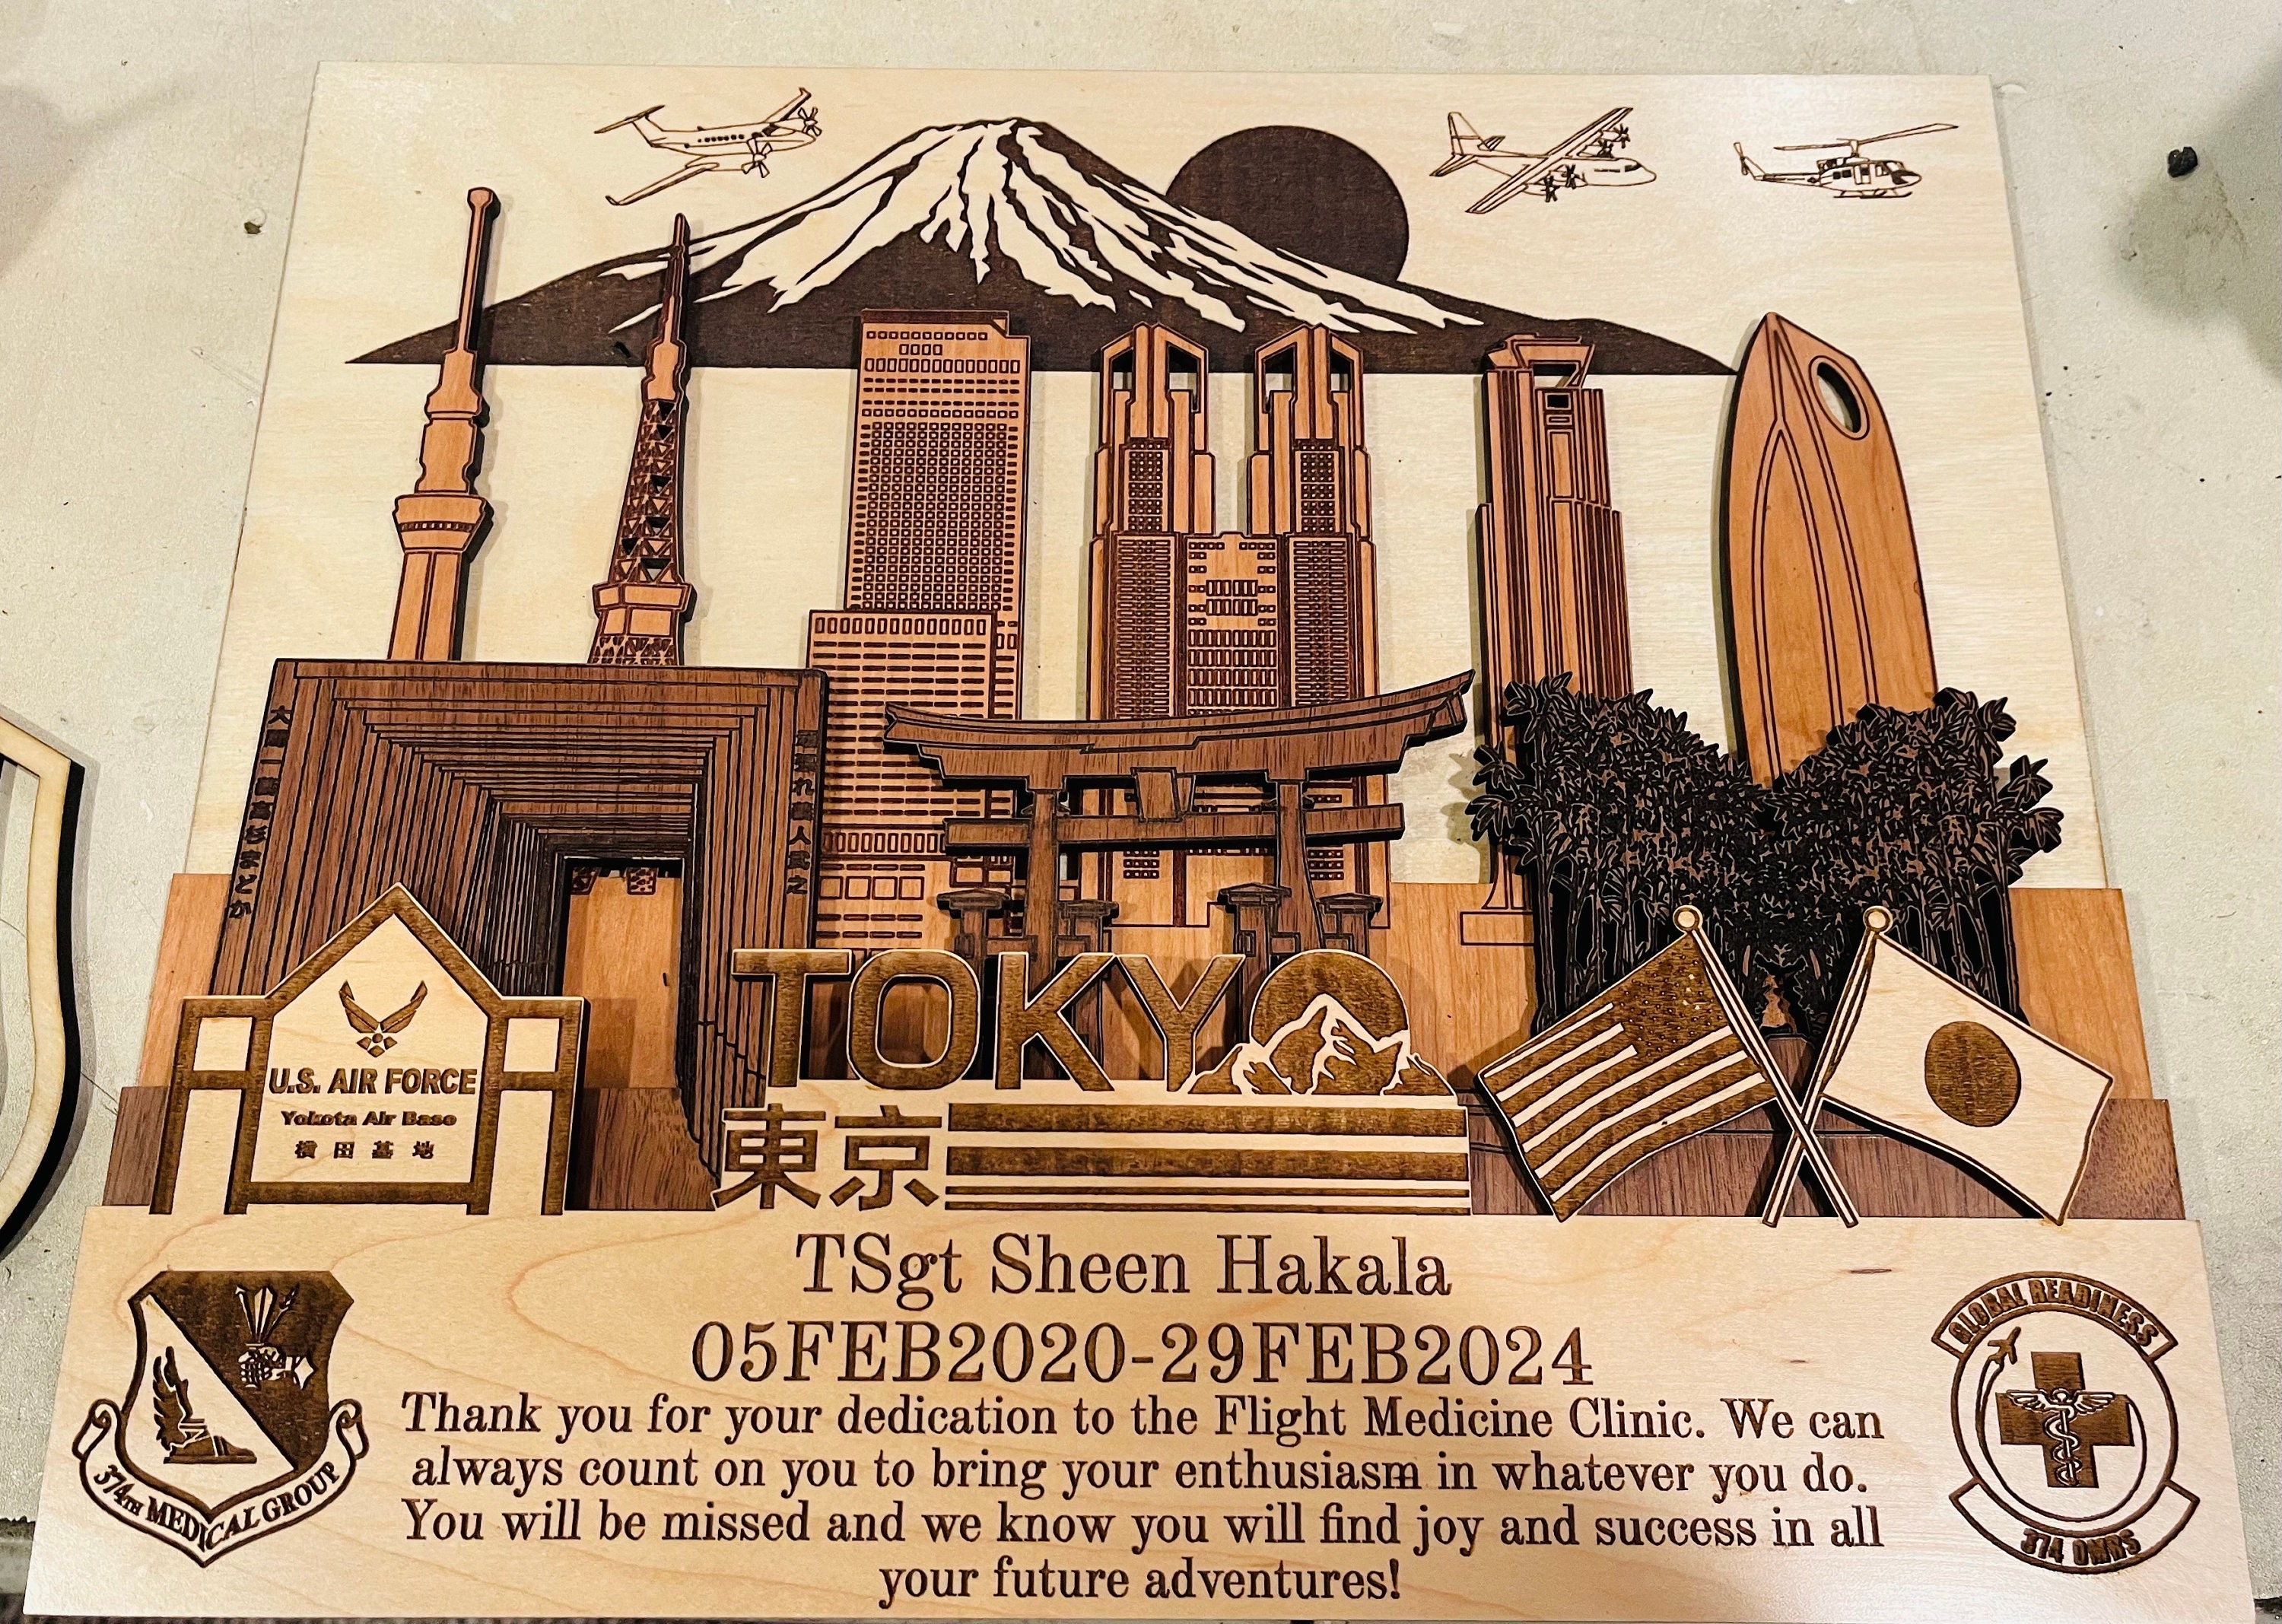 U.S. AIR FORCE
Yokota Air Base
横田基地
TOKYO
東京
TSgt Sheen Hakala
05FEB2020-29FEB2024
Thank you for your dedication to the Flight Medicine Clinic. We can
always count on you to bring your enthusiasm in whatever you do.
You will be missed and we know you will find joy and success in all
your future adventures!
374TH MEDICAL GROUP
GLOBAL READINESS
374 OMRS